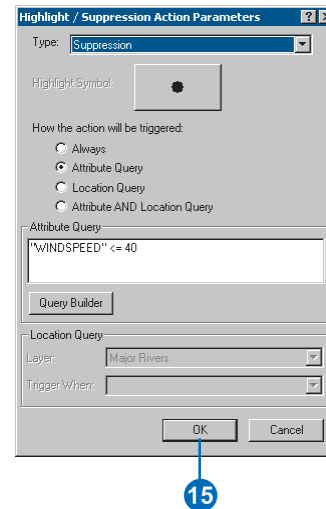 Highlight / Suppression Action Parameters
Type: Suppression
Highlight Symbol:
How the action will be triggered:
Always
Attribute Query
Location Query
Attribute AND Location Query
Attribute Query
"WINDSPEED" <= 40
Query Builder
Location Query
Layer: Major Rivers
Trigger When:
OK Cancel
15